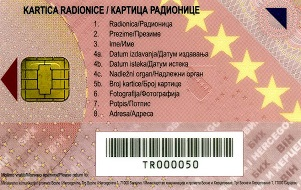 KARTICA RADIONICE / КАРТИЦА РАДИОНИЦЕ
1. Radionica/Радионица
2. Prezime/Презиме
3. Ime/Име
4a. Datum izdavanja/Датум издавања
4b. Datum isteka/Датум истека
4c. Nadležni organ/Надлежни орган
5b. Broj kartice/Број картице
6. Fotografija/Фотографија
7. Potpis/Потпис
8. Adresa/Адреса
TR000050